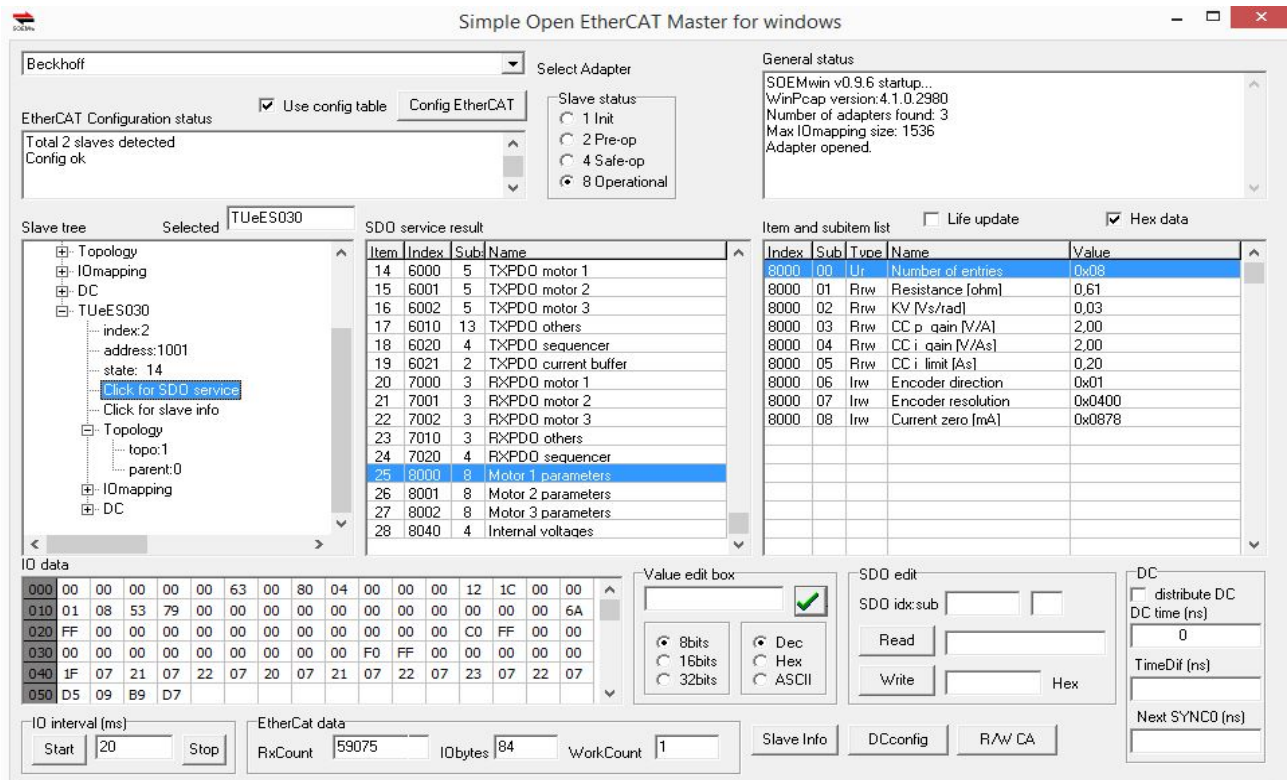 Simple Open EtherCAT Master for windows
SOEMWin
Beckhoff
Select Adapter
Use config table
Config EtherCAT
EtherCAT Configuration status
Total 2 slaves detected
Config ok
Slave status
1 Init
2 Pre-op
4 Safe-op
8 Operational
General status
SOEMwin v0.9.6 startup...
WinPcap version:4.1.0.2980
Number of adapters found: 3
Max IOmapping size: 1536
Adapter opened.
Slave tree
Selected
TUeES030
Topology
IOmapping
DC
TUeES030
index:2
address:1001
state: 14
Click for SDO service
Click for slave info
Topology
topo:1
parent:0
IOmapping
DC
SDO service result
Item Index Sub: Name
14 6000 5 TXPDO motor 1
15 6001 5 TXPDO motor 2
16 6002 5 TXPDO motor 3
17 6010 13 TXPDO others
18 6020 4 TXPDO sequencer
19 6021 2 TXPDO current buffer
20 7000 3 RXPDO motor 1
21 7001 3 RXPDO motor 2
22 7002 3 RXPDO motor 3
23 7010 3 RXPDO others
24 7020 4 RXPDO sequencer
25 8000 8 Motor 1 parameters
26 8001 8 Motor 2 parameters
27 8002 8 Motor 3 parameters
28 8040 4 Internal voltages
Item and subitem list
Life update
Hex data
Index Sub Type Name Value
8000 00 Ur Number of entries 0x08
8000 01 Rrw Resistance [ohm] 0,61
8000 02 Rrw KV [Vs/rad] 0,03
8000 03 Rrw CC p_gain [V/A] 2,00
8000 04 Rrw CC i_gain [V/As] 2,00
8000 05 Rrw CC i_limit [As] 0,20
8000 06 Irw Encoder direction 0x01
8000 07 Irw Encoder resolution 0x0400
8000 08 Irw Current zero [mA] 0x0878
IO data
000 00 00 00 00 00 63 00 80 04 00 00 00 12 1C 00 00
010 01 08 53 79 00 00 00 00 00 00 00 00 00 00 00 6A
020 FF 00 00 00 00 00 00 00 00 00 00 00 C0 FF 00 00
030 00 00 00 00 00 00 00 00 F0 FF 00 00 00 00 00 00
040 1F 07 21 07 22 07 20 07 21 07 22 07 23 07 22 07
050 D5 09 B9 D7
Value edit box
8bits
16bits
32bits
Dec
Hex
ASCII
SDO edit
SDO idx:sub
Read
Write
Hex
DC
distribute DC
DC time (ns)
0
TimeDif (ns)
Next SYNC0 (ns)
IO interval (ms)
Start
20
Stop
EtherCat data
RxCount
59075
IObytes
84
WorkCount
1
Slave Info
DCconfig
R/W CA